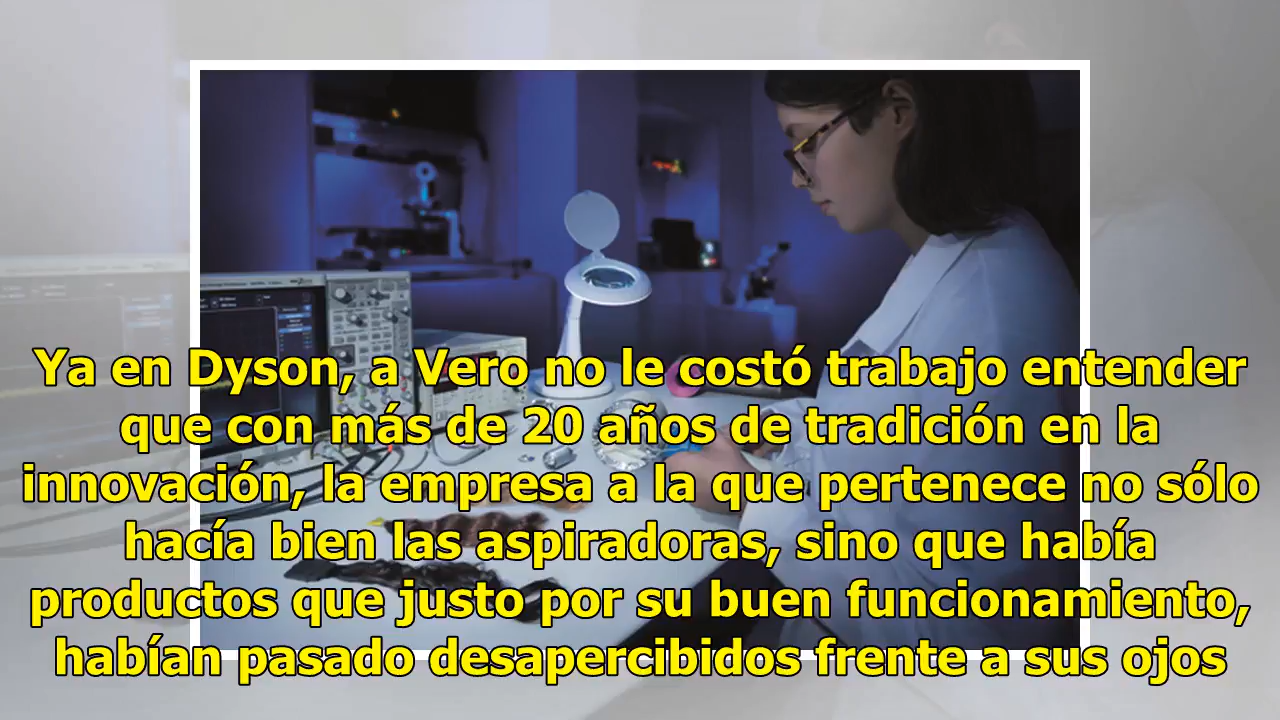 Ya en Dyson, a Vero no le costó trabajo entender
que con más de 20 años de tradición en la
innovación, la empresa a la que pertenece no sólo
hacía bien las aspiradoras, sino que había
productos que justo por su buen funcionamiento,
habían pasado desapercibidos frente a sus ojos